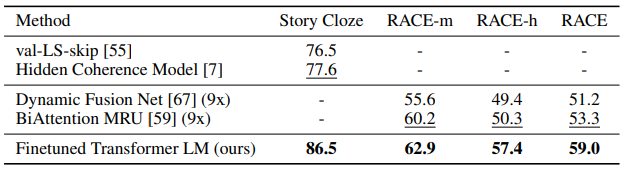 Method Story Cloze RACE-m RACE-h RACE
val-LS-skip [55] 76.5 - - -
Hidden Coherence Model [7] 77.6 - - -
Dynamic Fusion Net [67] (9x) - 55.6 49.4 51.2
BiAttention MRU [59] (9x) - 60.2 50.3 53.3
Finetuned Transformer LM (ours) 86.5 62.9 57.4 59.0